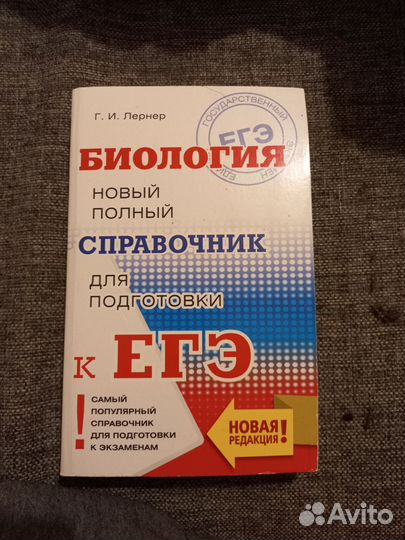 Г. И. Лернер
ГОСУДАРСТВЕННЫЙ
ЕГЭ
БИОЛОГИЯ
НОВЫЙ
ПОЛНЫЙ
СПРАВОЧНИК
ДЛЯ
ПОДГОТОВКИ
К ЕГЭ
!
САМЫЙ
ПОПУЛЯРНЫЙ
СПРАВОЧНИК
ДЛЯ ПОДГОТОВКИ
К ЭКЗАМЕНАМ
НОВАЯ
РЕДАКЦИЯ!
Avito